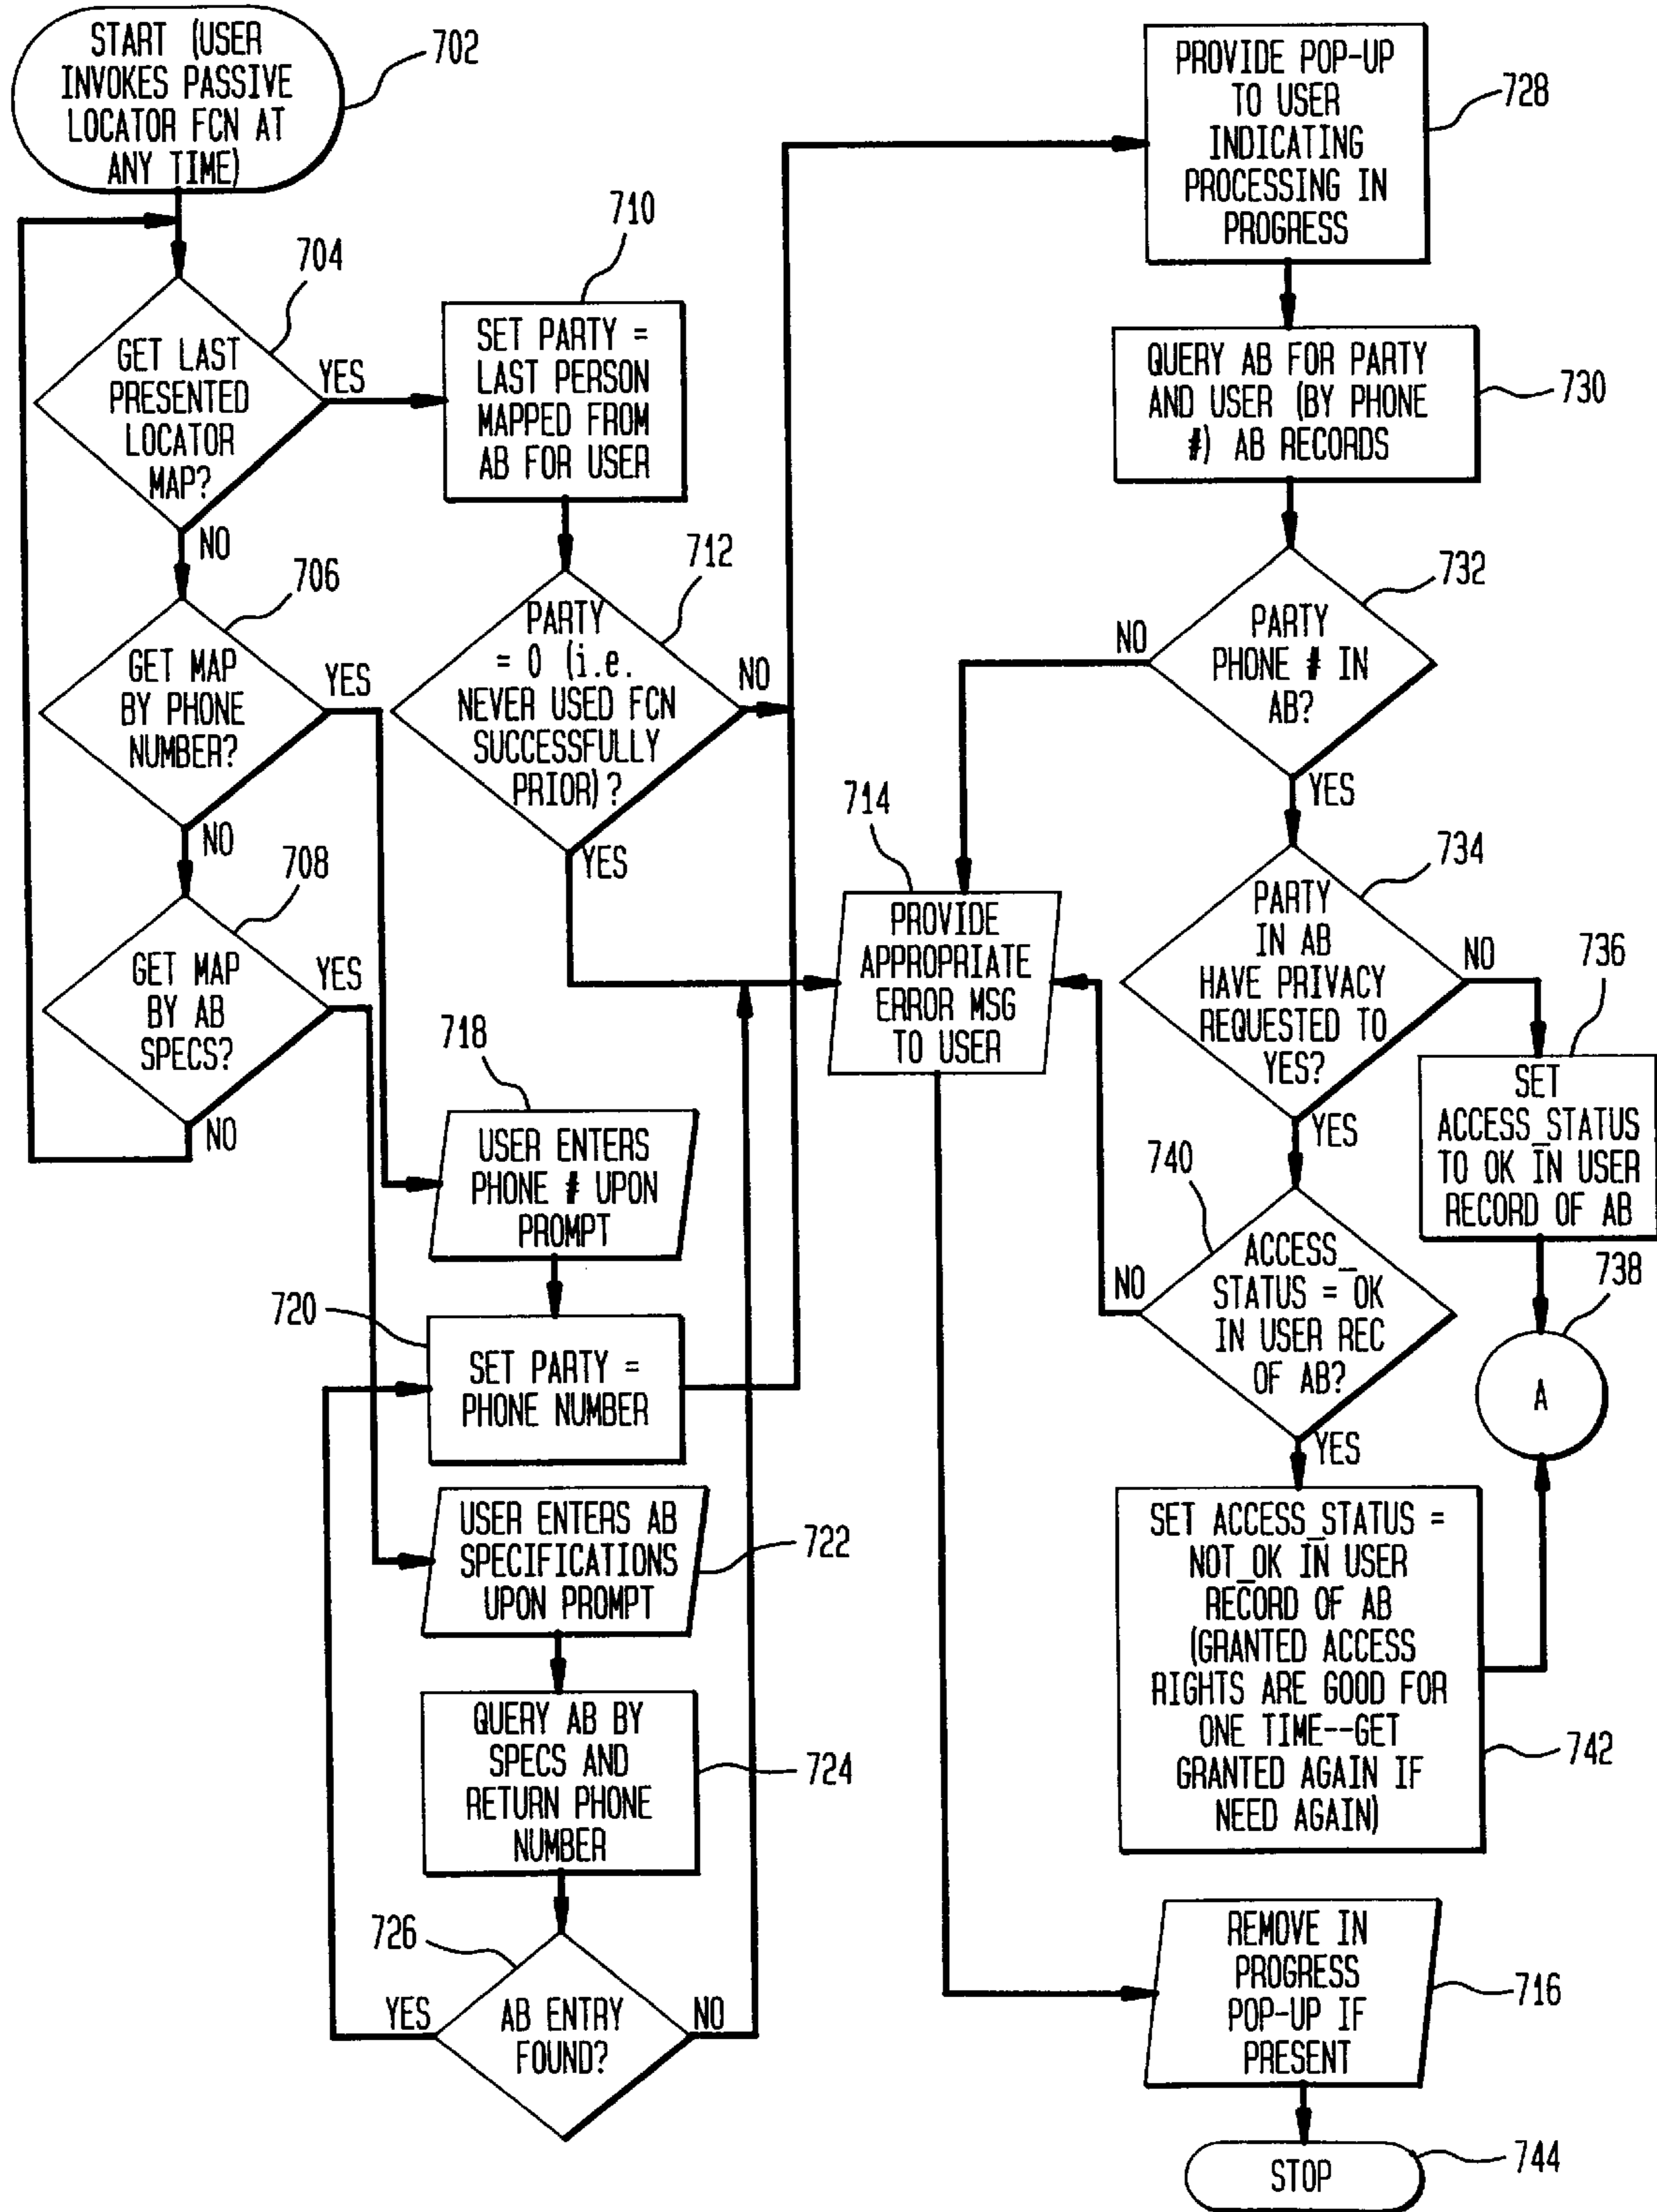 START (USER
INVOKES PASSIVE
LOCATOR FCN AT
ANY TIME)
702
704
GET LAST
PRESENTED
LOCATOR
MAP?
YES
NO
706
GET MAP
BY PHONE
NUMBER?
YES
NO
708
GET MAP
BY AB
SPECS?
YES
NO
710
SET PARTY =
LAST PERSON
MAPPED FROM
AB FOR USER
712
PARTY
= 0 (i.e.
NEVER USED FCN
SUCCESSFULLY
PRIOR)?
NO
YES
714
PROVIDE
APPROPRIATE
ERROR MSG
TO USER
718
USER ENTERS
PHONE # UPON
PROMPT
720
SET PARTY =
PHONE NUMBER
USER ENTERS AB
SPECIFICATIONS
UPON PROMPT
722
QUERY AB BY
SPECS AND
RETURN PHONE
NUMBER
724
726
AB ENTRY
FOUND?
YES
NO
PROVIDE POP-UP
TO USER
INDICATING
PROCESSING IN
PROGRESS
728
QUERY AB FOR PARTY
AND USER (BY PHONE
#) AB RECORDS
730
732
PARTY
PHONE # IN
AB?
NO
YES
734
PARTY
IN AB
HAVE PRIVACY
REQUESTED TO
YES?
NO
YES
736
SET
ACCESS_STATUS
TO OK IN USER
RECORD OF AB
738
A
740
ACCESS_
STATUS = OK
IN USER REC
OF AB?
NO
YES
SET ACCESS_STATUS =
NOT_OK IN USER
RECORD OF AB
(GRANTED ACCESS
RIGHTS ARE GOOD FOR
ONE TIME--GET
GRANTED AGAIN IF
NEED AGAIN)
742
REMOVE IN
PROGRESS
POP-UP IF
PRESENT
716
STOP
744